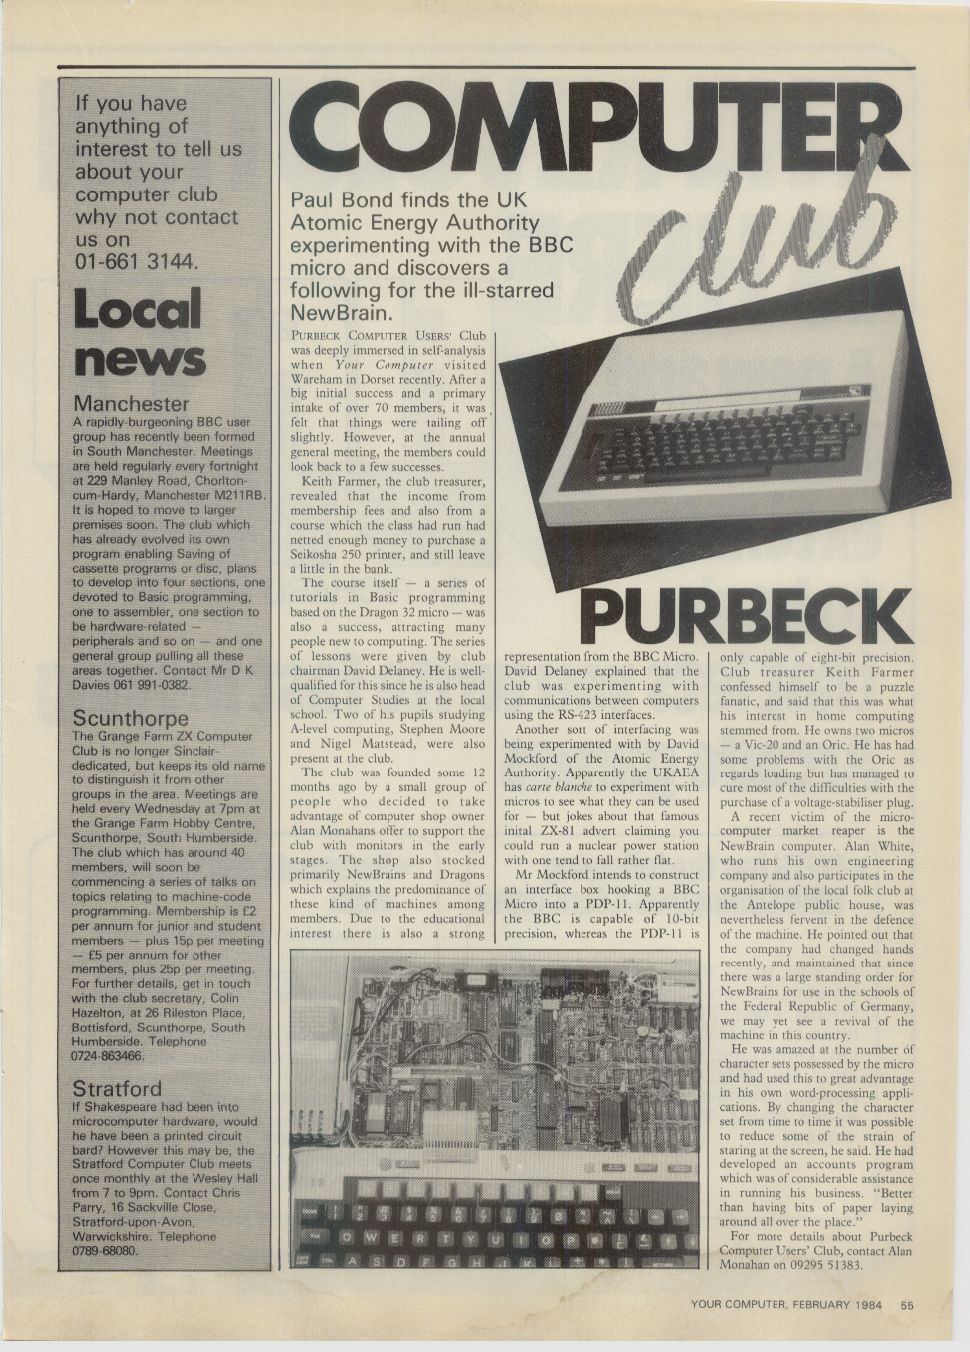 If you have
anything of
interest to tell us
about your
computer club
why not contact
us on
01-661 3144.
Local
news
Manchester
A rapidly-burgeoning BBC user
group has recently been formed
in South Manchester. Meetings
are held regularly every fortnight
at 229 Manley Road, Chorlton-
cum-Hardy, Manchester M211RB.
It is hoped to move to larger
premises soon. The club which
has already evolved its own
program enabling Saving of
cassette programs or disc, plans
to develop into four sections, one
devoted to Basic programming,
one to assembler, one section to
be hardware-related —
peripherals and so on — and one
general group pulling all these
areas together. Contact Mr D K
Davies 061 991-0382.
Scunthorpe
The Grange Farm ZX Computer
Club is no longer Sinclair-
dedicated, but keeps its old name
to distinguish it from other
groups in the area. Meetings are
held every Wednesday at 7pm at
the Grange Farm Hobby Centre,
Scunthorpe, South Humberside.
The club which has around 40
members, will soon be
commencing a series of talks on
topics relating to machine-code
programming. Membership is £2
per annum for junior and student
members — plus 15p per meeting
— £5 per annum for other
members, plus 25p per meeting.
For further details, get in touch
with the club secretary, Colin
Hazelton, at 26 Rileston Place,
Bottisford, Scunthorpe, South
Humberside. Telephone
0724-863466.
Stratford
If Shakespeare had been into
microcomputer hardware, would
he have been a printed circuit
bard? However this may be, the
Stratford Computer Club meets
once monthly at the Wesley Hall
from 7 to 9pm. Contact Chris
Parry, 16 Sackville Close,
Stratford-upon-Avon,
Warwickshire. Telephone
0789-68080.
COMPUTER
club
Paul Bond finds the UK
Atomic Energy Authority
experimenting with the BBC
micro and discovers a
following for the ill-starred
NewBrain.
PURBECK
PURBECK COMPUTER USERS' Club
was deeply immersed in self-analysis
when Your Computer visited
Wareham in Dorset recently. After a
big initial success and a primary
intake of over 70 members, it was
felt that things were tailing off
slightly. However, at the annual
general meeting, the members could
look back to a few successes.
Keith Farmer, the club treasurer,
revealed that the income from
membership fees and also from a
course which the class had run had
netted enough money to purchase a
Seikosha 250 printer, and still leave
a little in the bank.
The course itself — a series of
tutorials in Basic programming
based on the Dragon 32 micro — was
also a success, attracting many
people new to computing. The series
of lessons were given by club
chairman David Delaney. He is well-
qualified for this since he is also head
of Computer Studies at the local
school. Two of his pupils studying
A-level computing, Stephen Moore
and Nigel Matstead, were also
present at the club.
The club was founded some 12
months ago by a small group of
people who decided to take
advantage of computer shop owner
Alan Monahans offer to support the
club with monitors in the early
stages. The shop also stocked
primarily NewBrains and Dragons
which explains the predominance of
these kind of machines among
members. Due to the educational
interest there is also a strong
representation from the BBC Micro.
David Delaney explained that the
club was experimenting with
communications between computers
using the RS-423 interfaces.
Another sort of interfacing was
being experimented with by David
Mockford of the Atomic Energy
Authority. Apparently the UKAEA
has carte blanche to experiment with
micros to see what they can be used
for — but jokes about that famous
inital ZX-81 advert claiming you
could run a nuclear power station
with one tend to fall rather flat.
Mr Mockford intends to construct
an interface box hooking a BBC
Micro into a PDP-11. Apparently
the BBC is capable of 10-bit
precision, whereas the PDP-11 is
only capable of eight-bit precision.
Club treasurer Keith Farmer
confessed himself to be a puzzle
fanatic, and said that this was what
his interest in home computing
stemmed from. He owns two micros
— a Vic-20 and an Oric. He has had
some problems with the Oric as
regards loading but has managed to
cure most of the difficulties with the
purchase of a voltage-stabiliser plug.
A recent victim of the micro-
computer market reaper is the
NewBrain computer. Alan White,
who runs his own engineering
company and also participates in the
organisation of the local folk club at
the Antelope public house, was
nevertheless fervent in the defence
of the machine. He pointed out that
the company had changed hands
recently, and maintained that since
there was a large standing order for
NewBrains for use in the schools of
the Federal Republic of Germany,
we may yet see a revival of the
machine in this country.
He was amazed at the number of
character sets possessed by the micro
and had used this to great advantage
in his own word-processing appli-
cations. By changing the character
set from time to time it was possible
to reduce some of the strain of
staring at the screen, he said. He had
developed an accounts program
which was of considerable assistance
in running his business. “Better
than having bits of paper laying
around all over the place.”
For more details about Purbeck
Computer Users' Club, contact Alan
Monahan on 09295 51383.
Q W E R T Y U I O P
A S D F G H J K L
YOUR COMPUTER, FEBRUARY 1984 55